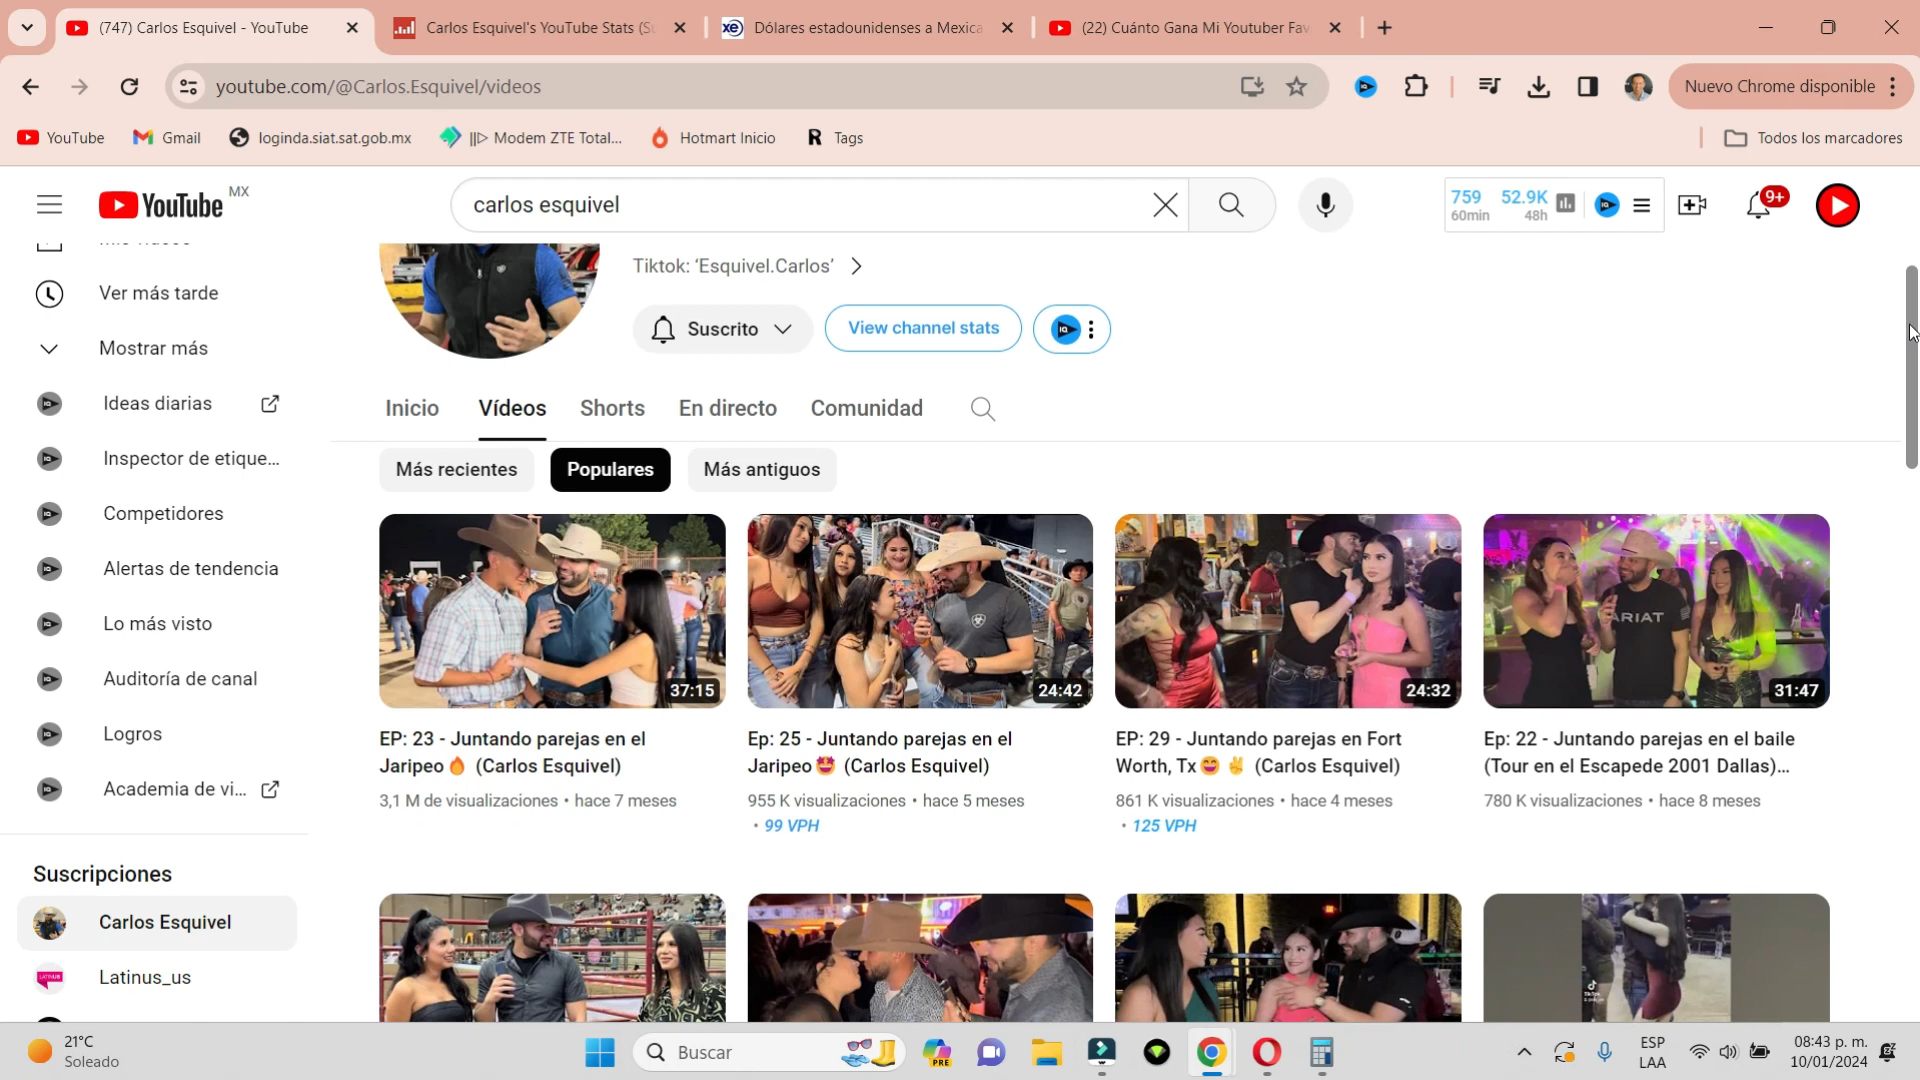 (747) Carlos Esquivel - YouTube
Carlos Esquivel's YouTube Stats (Su
xe Dólares estadounidenses a Mexica
(22) Cuánto Gana Mi Youtuber Fav
youtube.com/@Carlos.Esquivel/videos
Nuevo Chrome disponible
YouTube
Gmail
loginda.siat.sat.gob.mx
||▷ Modem ZTE Total...
Hotmart Inicio
R Tags
Todos los marcadores
YouTube MX
carlos esquivel
759 52.9K
60min 48h
9+
Ver más tarde
Mostrar más
Ideas diarias
Inspector de etique...
Competidores
Alertas de tendencia
Lo más visto
Auditoría de canal
Logros
Academia de vi...
Suscripciones
Carlos Esquivel
Latinus_us
Tiktok: 'Esquivel.Carlos'
Suscrito
View channel stats
Inicio
Vídeos
Shorts
En directo
Comunidad
Más recientes
Populares
Más antiguos
37:15
EP: 23 - Juntando parejas en el
Jaripeo🔥 (Carlos Esquivel)
3,1 M de visualizaciones • hace 7 meses
24:42
Ep: 25 - Juntando parejas en el
Jaripeo🤩 (Carlos Esquivel)
955 K visualizaciones • hace 5 meses
• 99 VPH
24:32
EP: 29 - Juntando parejas en Fort
Worth, Tx😄✌ (Carlos Esquivel)
861 K visualizaciones • hace 4 meses
• 125 VPH
ARIAT
31:47
Ep: 22 - Juntando parejas en el baile
(Tour en el Escapede 2001 Dallas)...
780 K visualizaciones • hace 8 meses
21°C
Soleado
Buscar
PRE
ESP
LAA
08:43 p. m.
10/01/2024